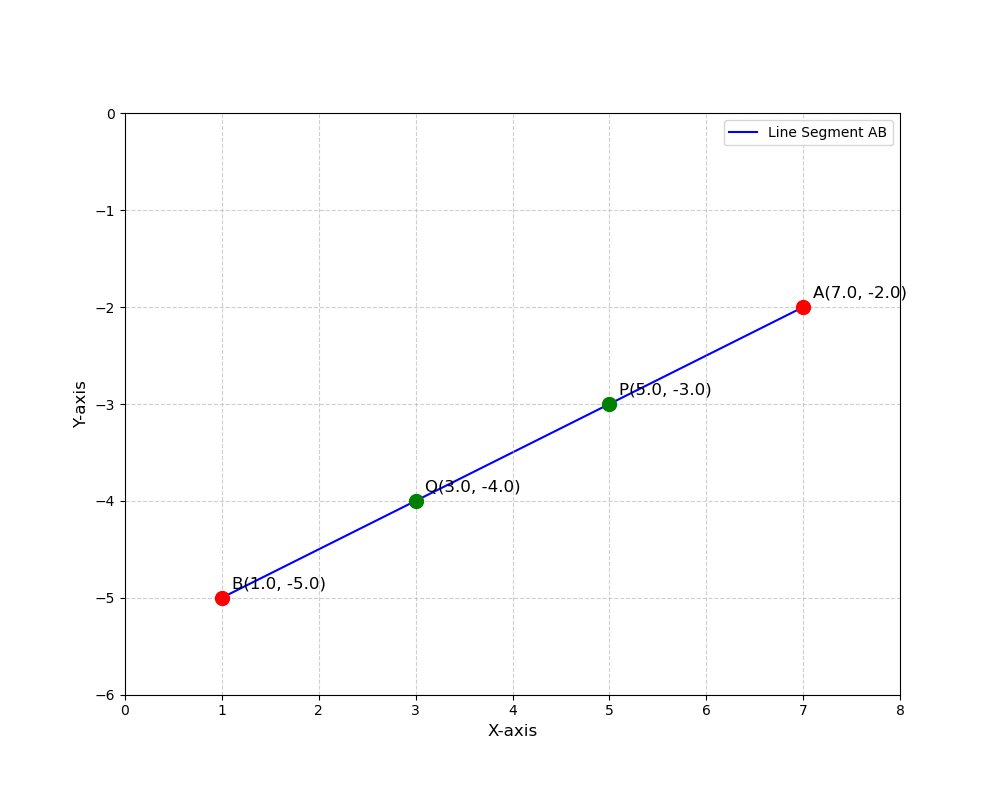 0
Line Segment AB
−1
A(7.0, -2.0)
−2
P(5.0, -3.0)
−3
Y-axis
Q(3.0, -4.0)
−4
B(1.0, -5.0)
−5
−6
0 1 2 3 4 5 6 7 8
X-axis